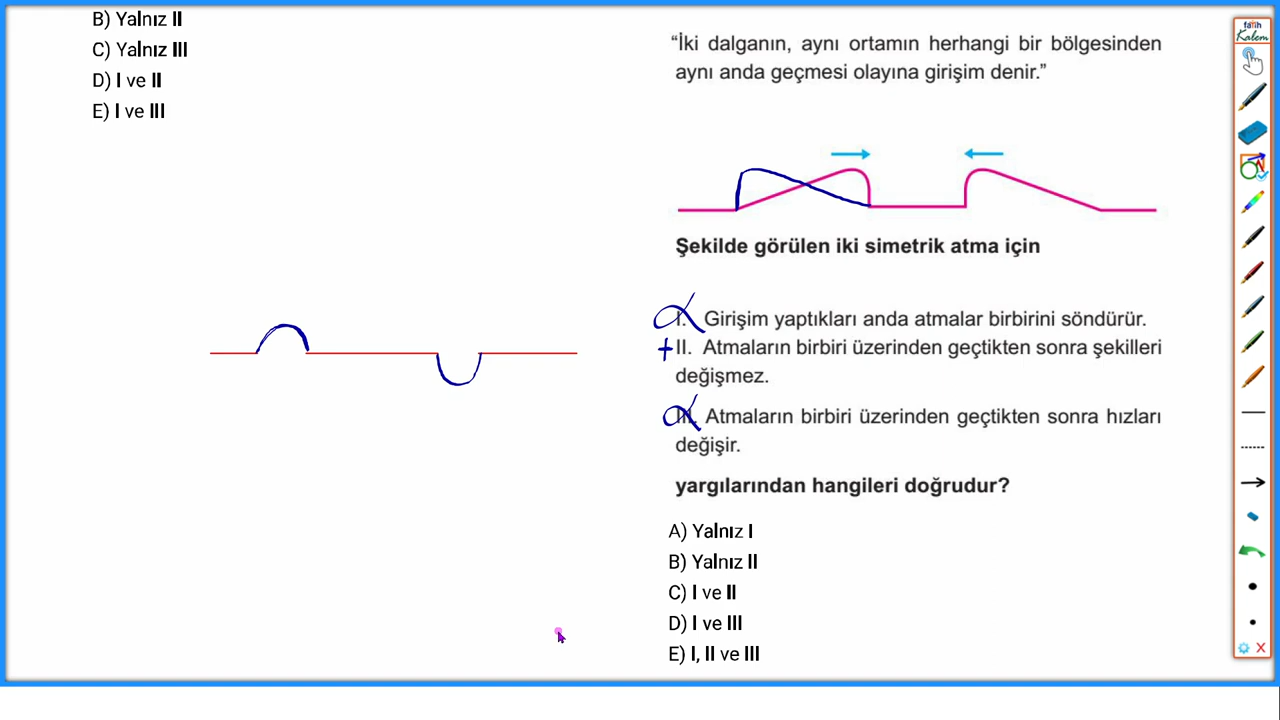 B) Yalnız II
C) Yalnız III
D) I ve II
E) I ve III
“İki dalganın, aynı ortamın herhangi bir bölgesinden
aynı anda geçmesi olayına girişim denir.”
Şekilde görülen iki simetrik atma için
I. Girişim yaptıkları anda atmalar birbirini söndürür.
+ II. Atmaların birbiri üzerinden geçtikten sonra şekilleri
değişmez.
III. Atmaların birbiri üzerinden geçtikten sonra hızları
değişir.
yargılarından hangileri doğrudur?
A) Yalnız I
B) Yalnız II
C) I ve II
D) I ve III
E) I, II ve III
fatih
Kalem